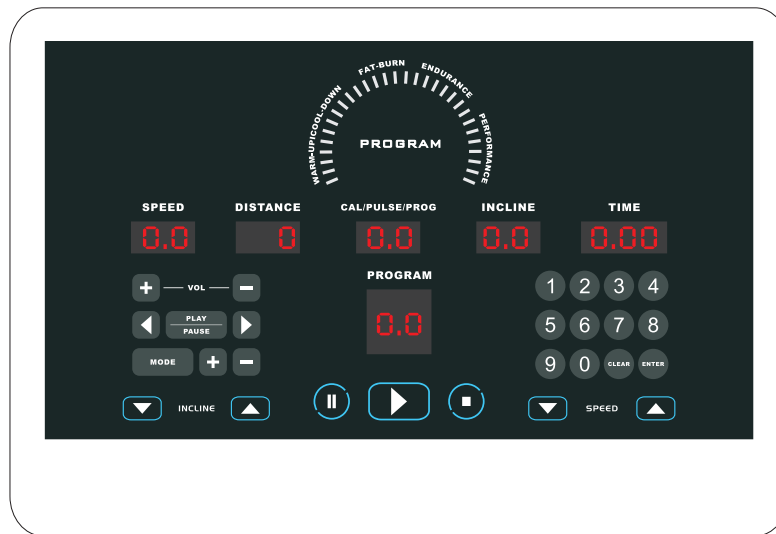 WARM-UP/COOL-DOWN
FAT-BURN
ENDURANCE
PERFORMANCE
PROGRAM
SPEED DISTANCE CAL/PULSE/PROG INCLINE TIME
0.0 0 0.0 0.0 0.00
PROGRAM
0.0
+ VOL −
PLAY
PAUSE
MODE + −
1 2 3 4
5 6 7 8
9 0 CLEAR ENTER
INCLINE
SPEED